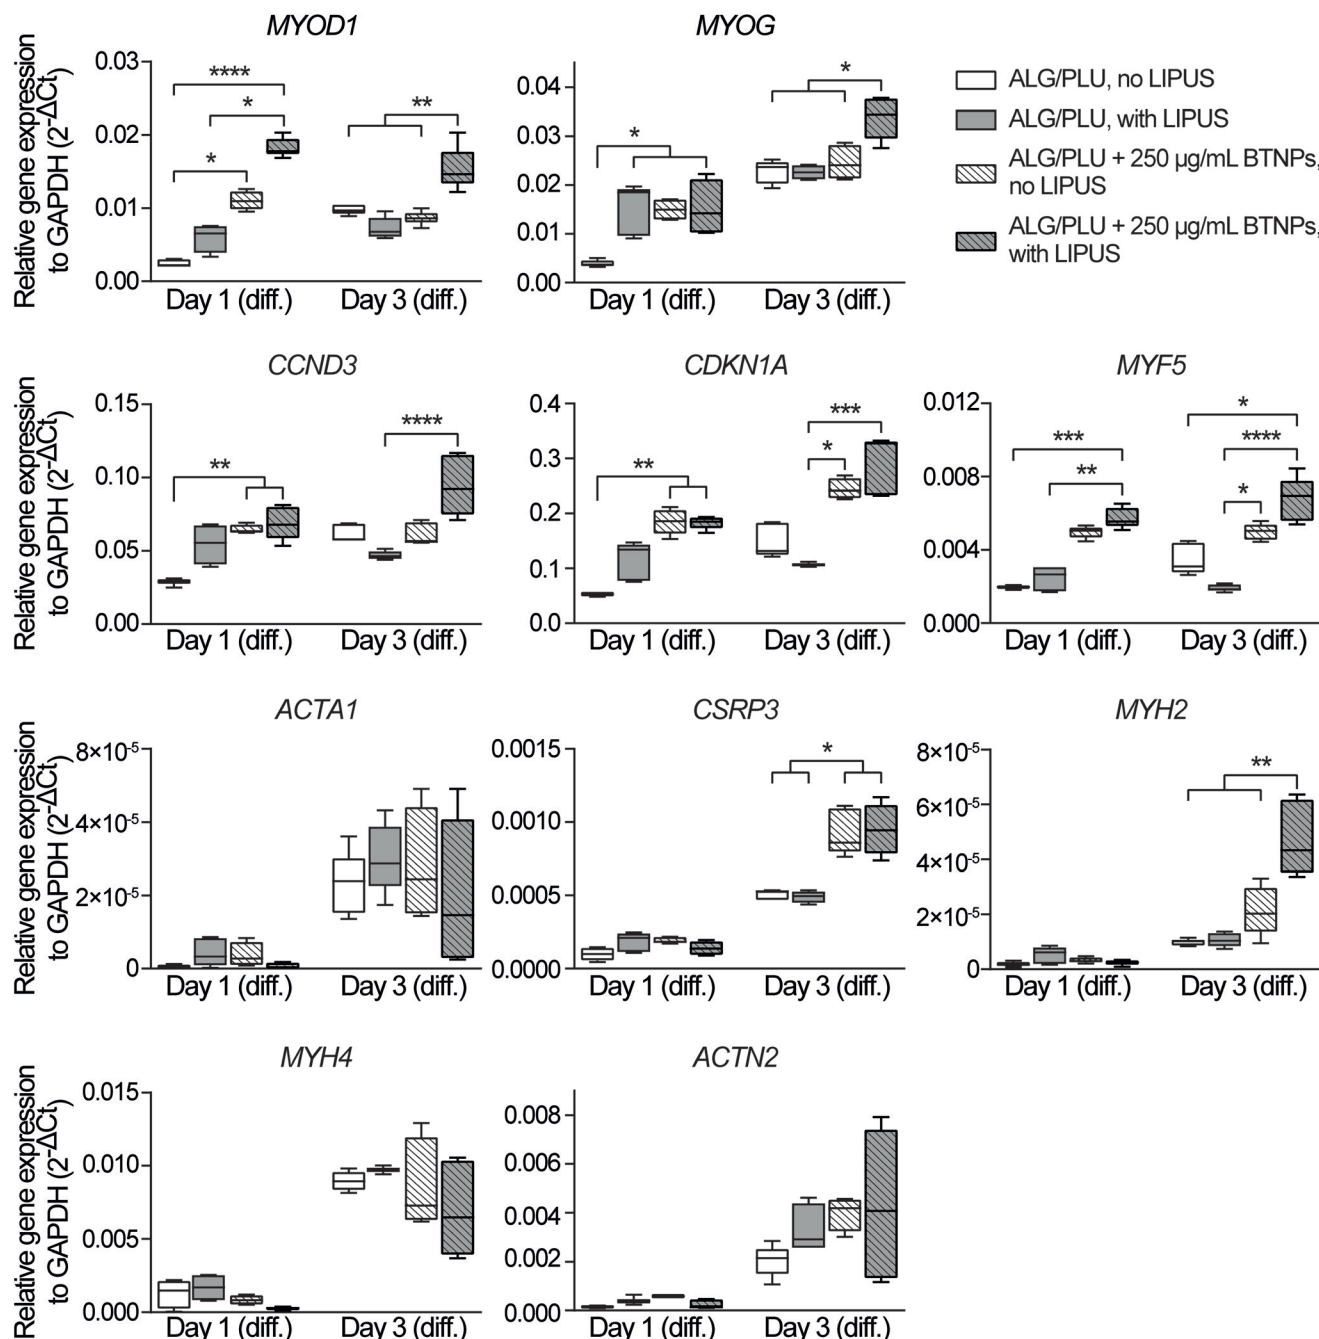 MYOD1
Relative gene expression
to GAPDH (2-ΔCt)
0.03
0.02
0.01
0.00
****
*
*
**
Day 1 (diff.)
Day 3 (diff.)
MYOG
0.04
0.03
0.02
0.01
0.00
*
*
Day 1 (diff.)
Day 3 (diff.)
ALG/PLU, no LIPUS
ALG/PLU, with LIPUS
ALG/PLU + 250 µg/mL BTNPs,
no LIPUS
ALG/PLU + 250 µg/mL BTNPs,
with LIPUS
CCND3
Relative gene expression
to GAPDH (2-ΔCt)
0.15
0.10
0.05
0.00
**
****
Day 1 (diff.)
Day 3 (diff.)
CDKN1A
0.4
0.3
0.2
0.1
0.0
**
***
*
Day 1 (diff.)
Day 3 (diff.)
MYF5
0.012
0.008
0.004
0.000
***
**
*
****
*
Day 1 (diff.)
Day 3 (diff.)
ACTA1
Relative gene expression
to GAPDH (2-ΔCt)
8×10-5
4×10-5
2×10-5
0
Day 1 (diff.)
Day 3 (diff.)
CSRP3
0.0015
0.0010
0.0005
0.0000
*
Day 1 (diff.)
Day 3 (diff.)
MYH2
8×10-5
6×10-5
4×10-5
2×10-5
0
**
Day 1 (diff.)
Day 3 (diff.)
MYH4
Relative gene expression
to GAPDH (2-ΔCt)
0.015
0.010
0.005
0.000
Day 1 (diff.)
Day 3 (diff.)
ACTN2
0.008
0.006
0.004
0.002
0.000
Day 1 (diff.)
Day 3 (diff.)